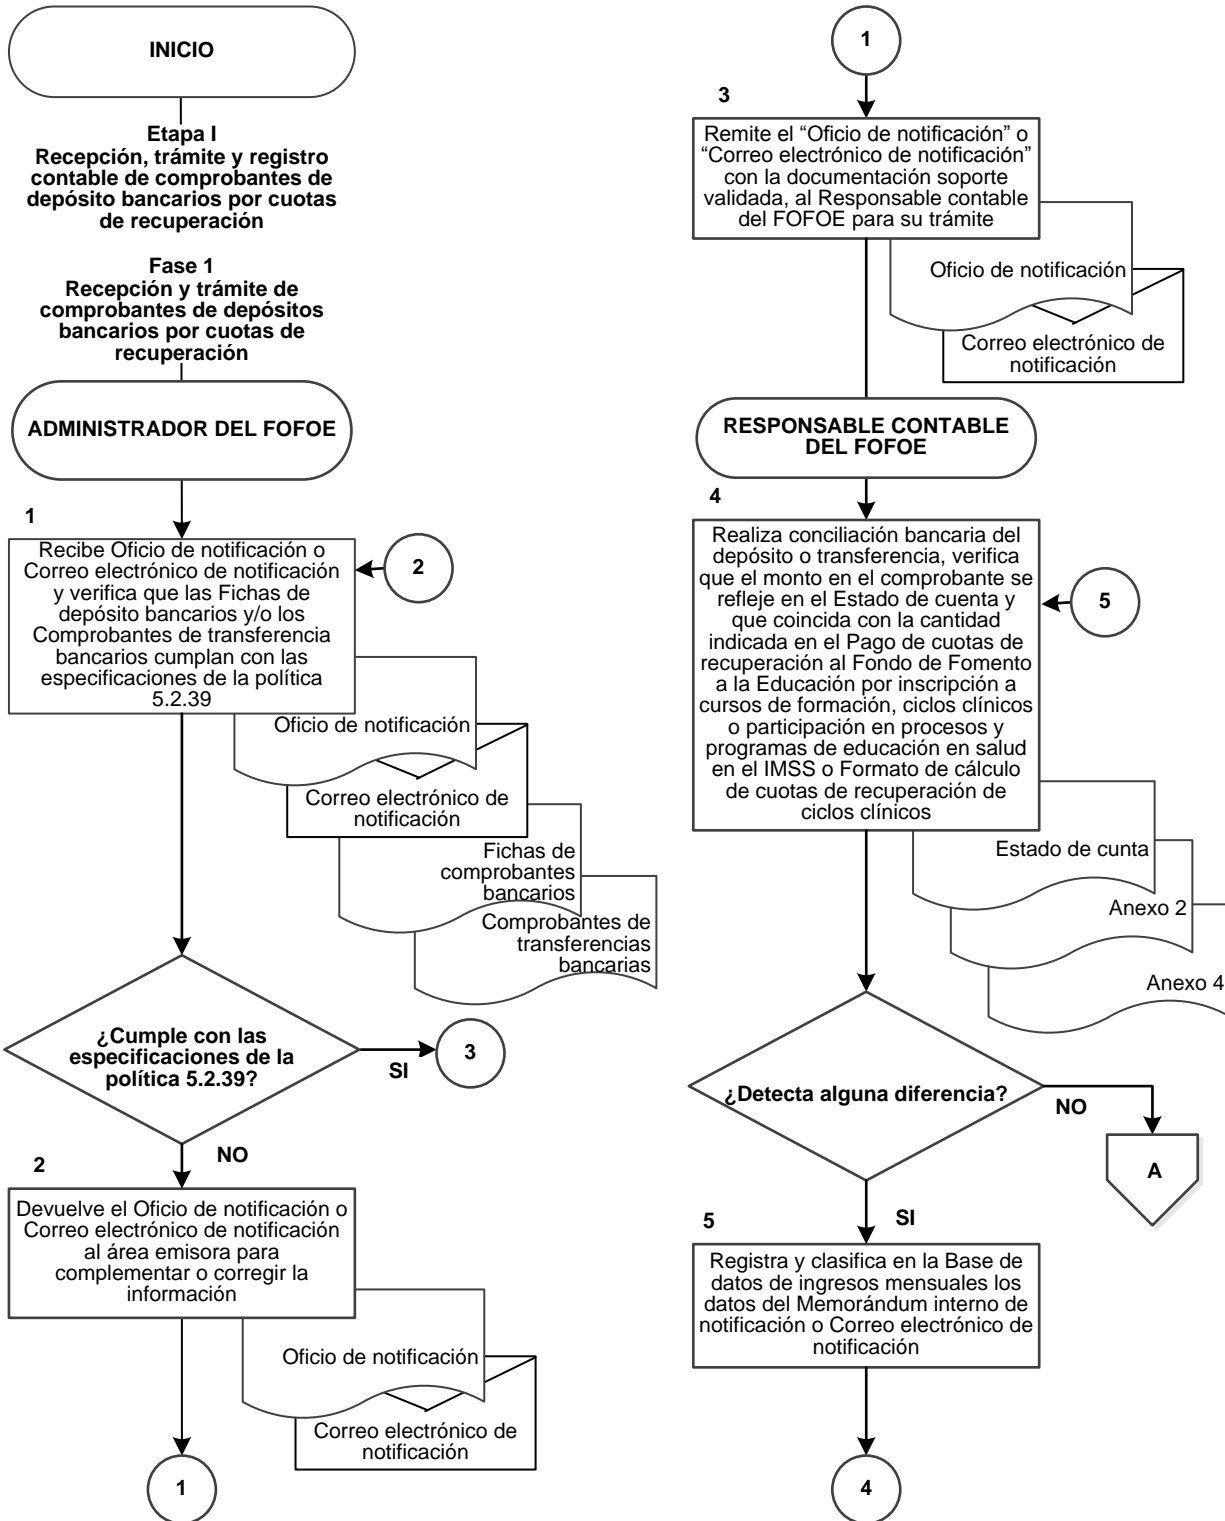 INICIO
Etapa I
Recepción, trámite y registro
contable de comprobantes de
depósito bancarios por cuotas
de recuperación
Fase 1
Recepción y trámite de
comprobantes de depósitos
bancarios por cuotas de
recuperación
ADMINISTRADOR DEL FOFOE
1
Recibe Oficio de notificación o
Correo electrónico de notificación
y verifica que las Fichas de
depósito bancarios y/o los
Comprobantes de transferencia
bancarios cumplan con las
especificaciones de la política
5.2.39
2
Oficio de notificación
Correo electrónico de
notificación
Fichas de
comprobantes
bancarios
Comprobantes de
transferencias
bancarias
¿Cumple con las
especificaciones de la
política 5.2.39?
SI
3
NO
2
Devuelve el Oficio de notificación o
Correo electrónico de notificación
al área emisora para
complementar o corregir la
información
Oficio de notificación
Correo electrónico de
notificación
1
1
3
Remite el “Oficio de notificación” o
“Correo electrónico de notificación”
con la documentación soporte
validada, al Responsable contable
del FOFOE para su trámite
Oficio de notificación
Correo electrónico de
notificación
RESPONSABLE CONTABLE
DEL FOFOE
4
Realiza conciliación bancaria del
depósito o transferencia, verifica
que el monto en el comprobante se
refleje en el Estado de cuenta y
que coincida con la cantidad
indicada en el Pago de cuotas de
recuperación al Fondo de Fomento
a la Educación por inscripción a
cursos de formación, ciclos clínicos
o participación en procesos y
programas de educación en salud
en el IMSS o Formato de cálculo
de cuotas de recuperación de
ciclos clínicos
5
Estado de cunta
Anexo 2
Anexo 4
¿Detecta alguna diferencia?
NO
A
SI
5
Registra y clasifica en la Base de
datos de ingresos mensuales los
datos del Memorándum interno de
notificación o Correo electrónico de
notificación
4